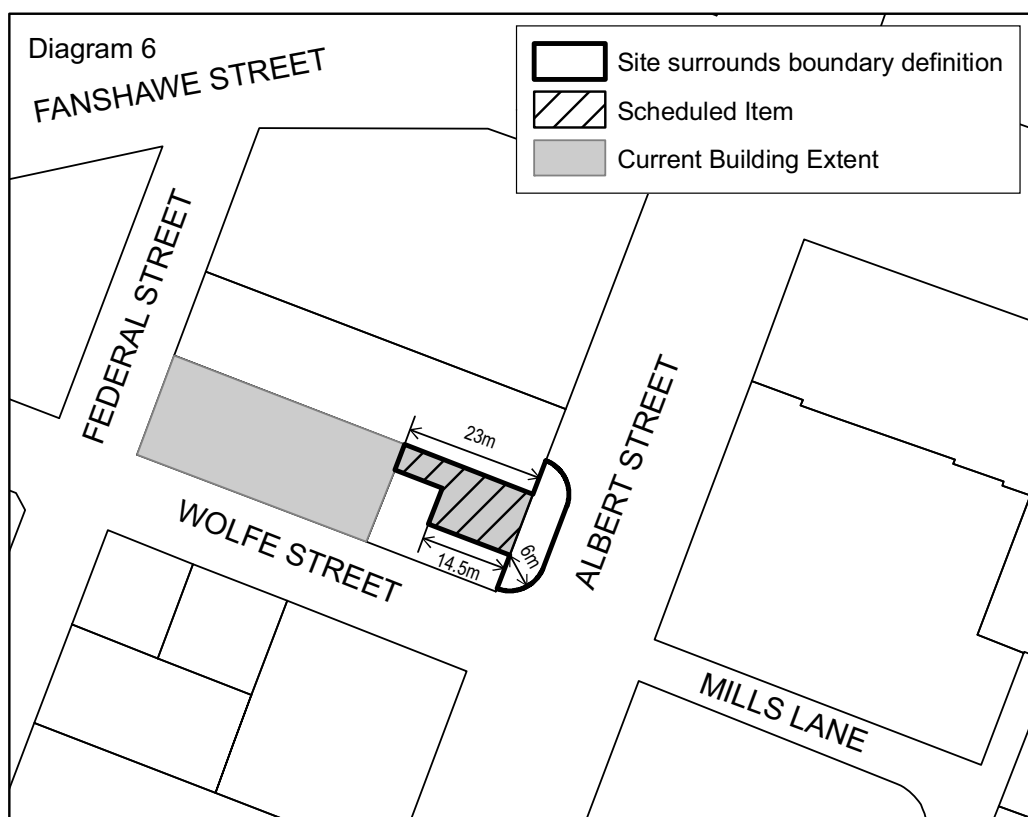 Diagram 6
FANSHAWE STREET
Site surrounds boundary definition
Scheduled Item
Current Building Extent
FEDERAL STREET
23m
ALBERT STREET
WOLFE STREET
14.5m
6m
MILLS LANE